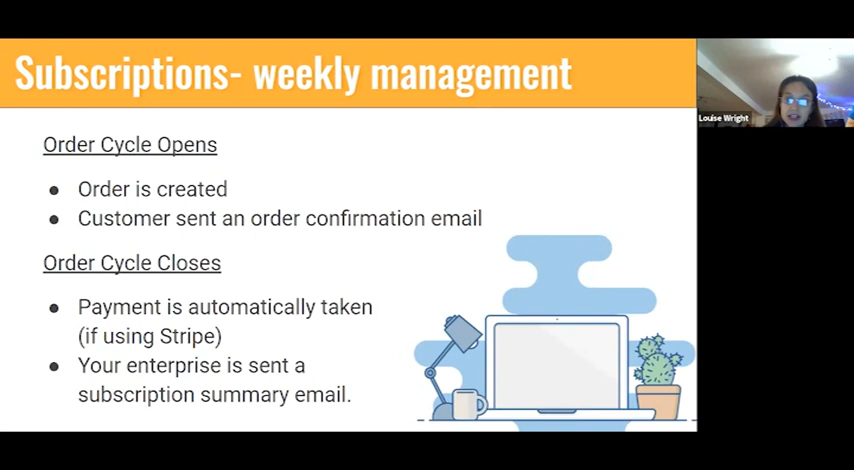 Subscriptions- weekly management
Louise Wright
Order Cycle Opens
● Order is created
● Customer sent an order confirmation email
Order Cycle Closes
● Payment is automatically taken
(if using Stripe)
● Your enterprise is sent a
subscription summary email.